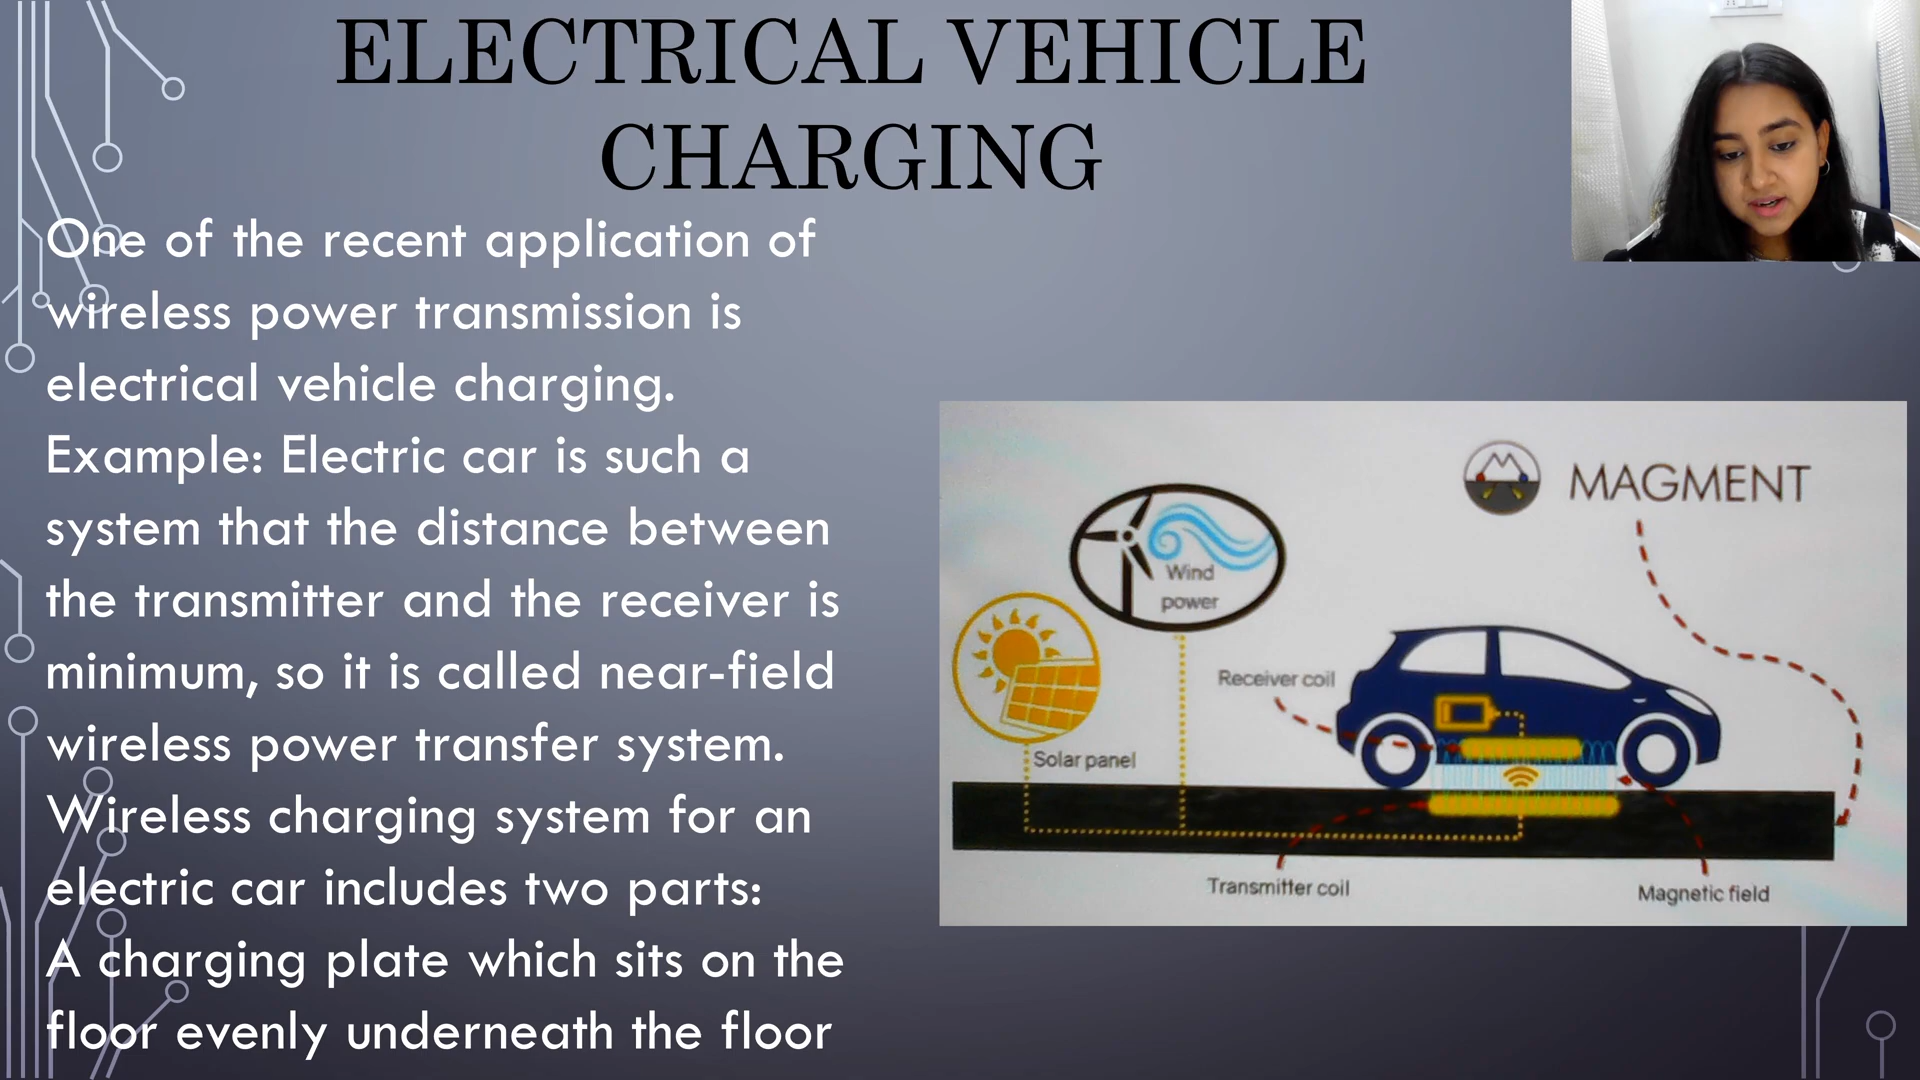 ELECTRICAL VEHICLE
CHARGING
One of the recent application of
wireless power transmission is
electrical vehicle charging.
Example: Electric car is such a
system that the distance between
the transmitter and the receiver is
minimum, so it is called near-field
wireless power transfer system.
Wireless charging system for an
electric car includes two parts:
A charging plate which sits on the
floor evenly underneath the floor
MAGMENT
Wind
power
Receiver coil
Solar panel
Transmitter coil
Magnetic field